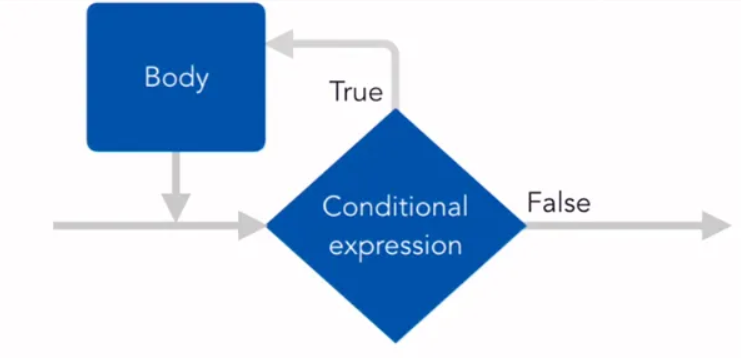 Body
True
Conditional
expression
False